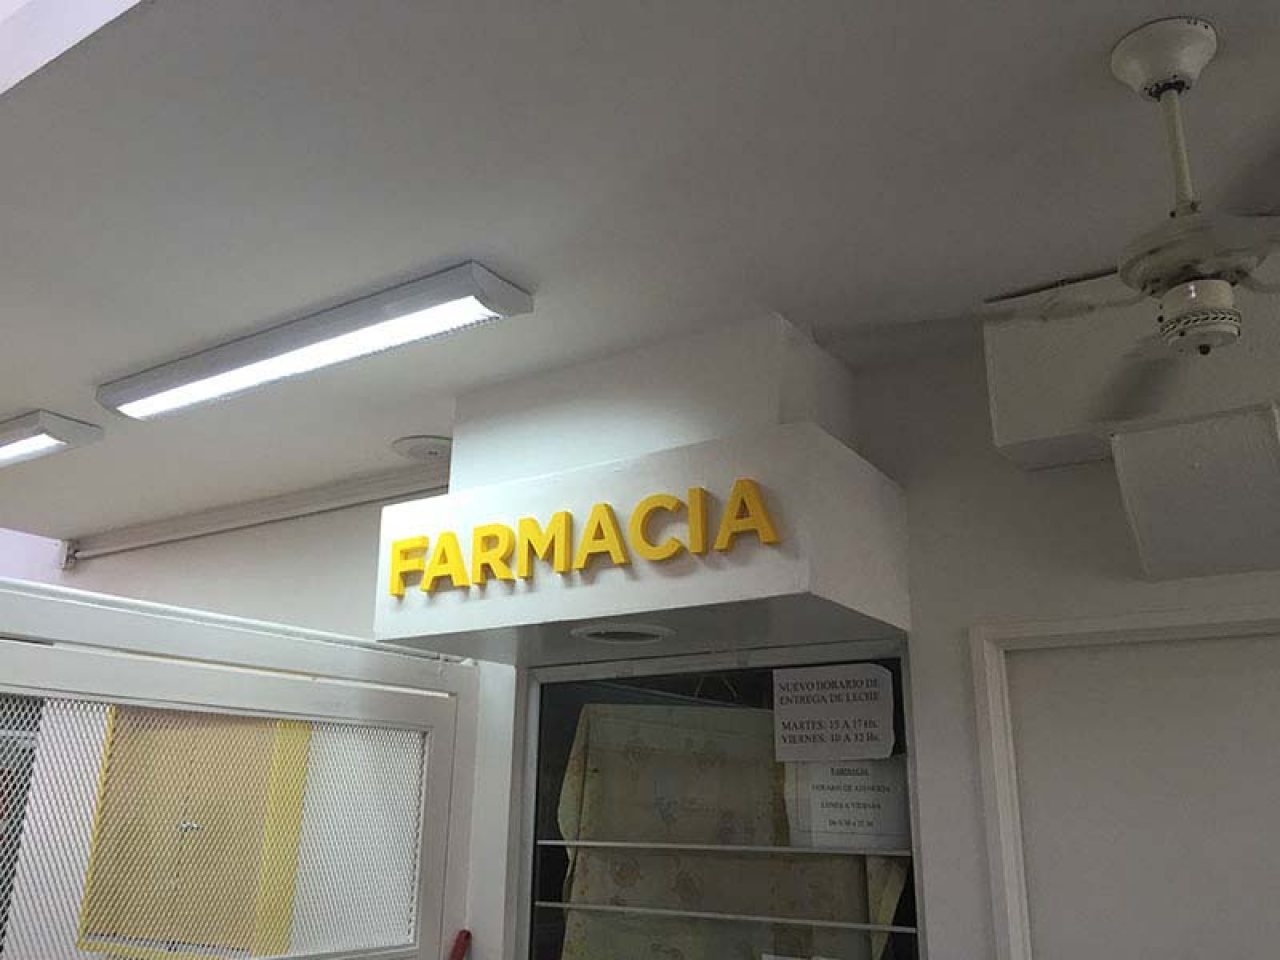 FARMACIA
NUEVO HORARIO DE
ENTREGA DE LECHE
MARTES: 15 A 17 Hs.
VIERNES: 10 A 12 Hs.
FARMACIA
HORARIO DE ATENCION
LUNES A VIERNES